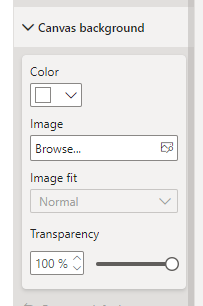 Canvas background
Color
Image
Browse...
Image fit
Normal
Transparency
100 %